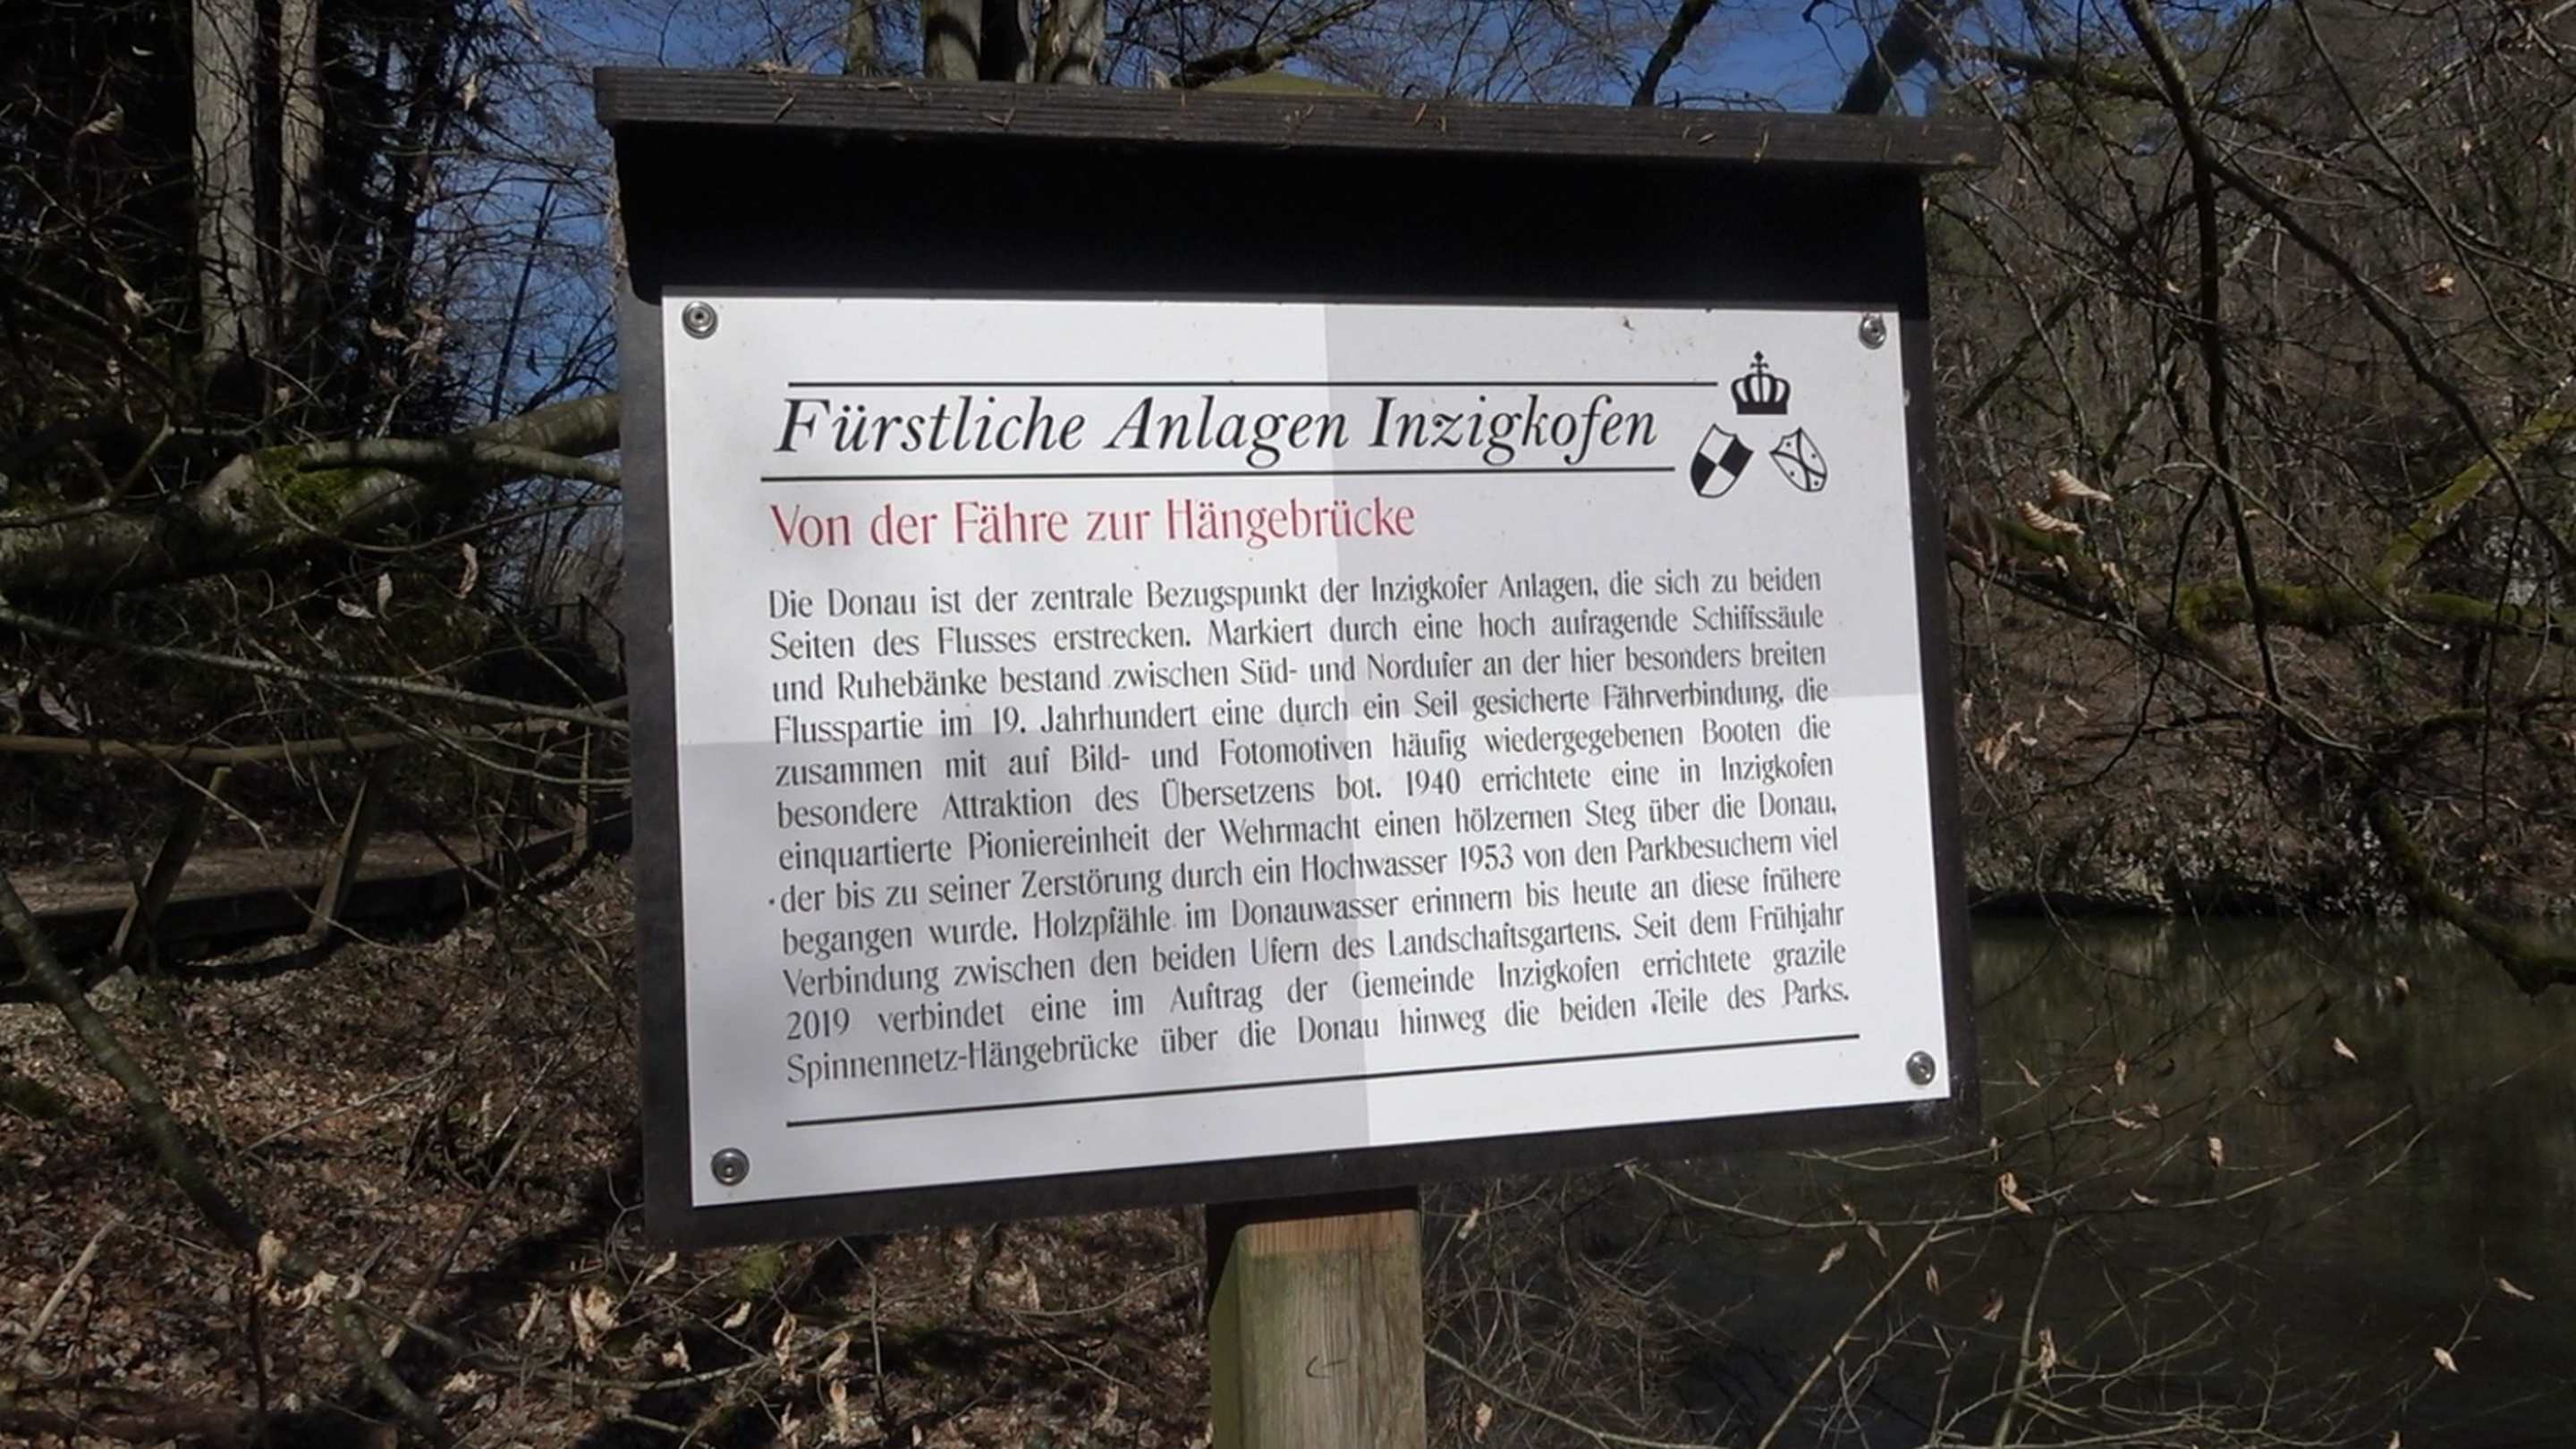 Fürstliche Anlagen Inzigkofen
Von der Fähre zur Hängebrücke
Die Donau ist der zentrale Bezugspunkt der Inzigkofer Anlagen, die sich zu beiden
Seiten des Flusses erstrecken. Markiert durch eine hoch aufragende Schiffssäule
und Ruhebänke bestand zwischen Süd- und Nordufer an der hier besonders breiten
Flusspartie im 19. Jahrhundert eine durch ein Seil gesicherte Fährverbindung, die
zusammen mit auf Bild- und Fotomotiven häufig wiedergegebenen Booten die
besondere Attraktion des Übersetzens bot. 1940 errichtete eine in Inzigkofen
einquartierte Pioniereinheit der Wehrmacht einen hölzernen Steg über die Donau,
der bis zu seiner Zerstörung durch ein Hochwasser 1953 von den Parkbesuchern viel
begangen wurde. Holzpfähle im Donauwasser erinnern bis heute an diese frühere
Verbindung zwischen den beiden Ufern des Landschaftsgartens. Seit dem Frühjahr
2019 verbindet eine im Auftrag der Gemeinde Inzigkofen errichtete grazile
Spinnennetz-Hängebrücke über die Donau hinweg die beiden Teile des Parks.